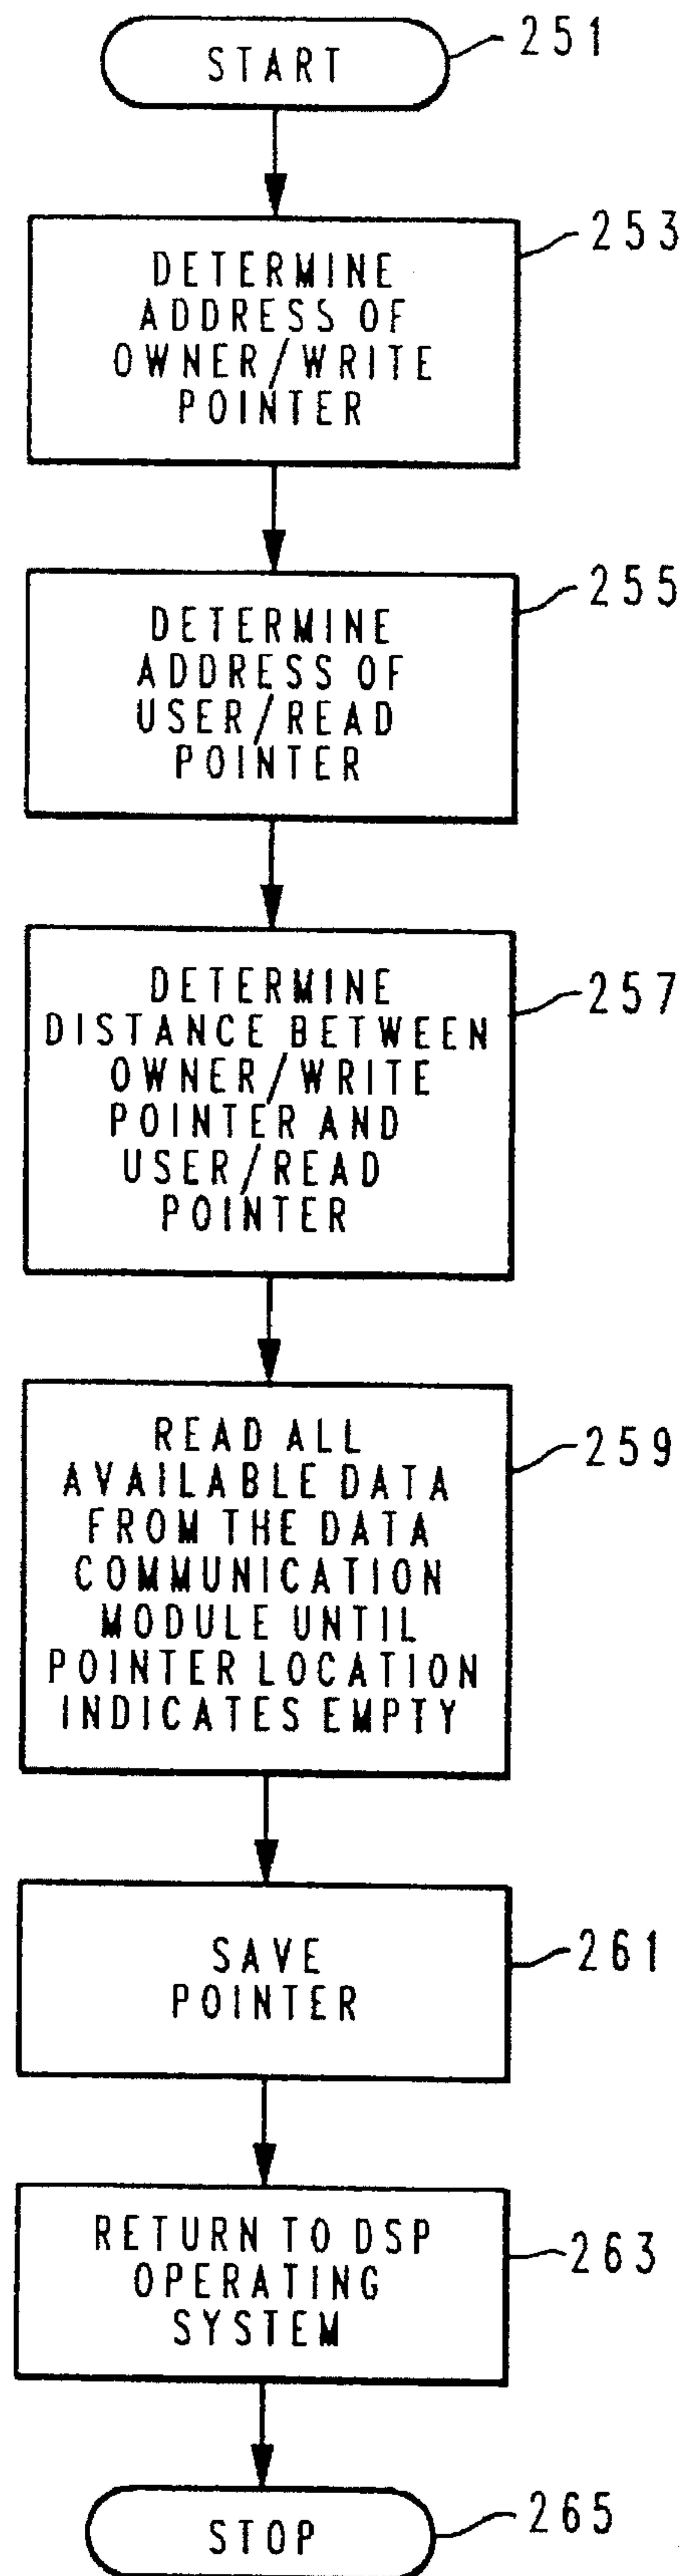 START
251
DETERMINE
ADDRESS OF
OWNER/WRITE
POINTER
253
DETERMINE
ADDRESS OF
USER/READ
POINTER
255
DETERMINE
DISTANCE BETWEEN
OWNER/WRITE
POINTER AND
USER/READ
POINTER
257
READ ALL
AVAILABLE DATA
FROM THE DATA
COMMUNICATION
MODULE UNTIL
POINTER LOCATION
INDICATES EMPTY
259
SAVE
POINTER
261
RETURN TO DSP
OPERATING
SYSTEM
263
STOP
265